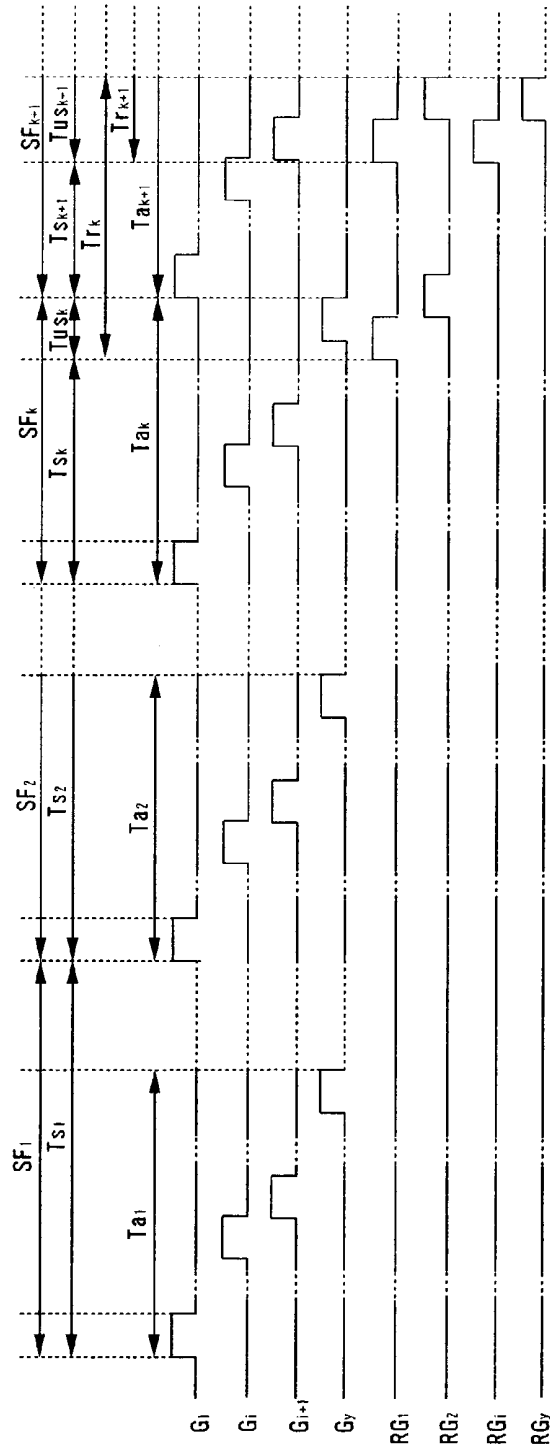 SF1 SF2 SFk SFk+1
Ts1 Ts2 Tsk Tusk Tsk+1 Tusk+1
Trk
Trk+1
Ta1 Ta2 Tak Tak+1
G1
Gi
Gi+1
Gy
RG1
RG2
RGi
RGy